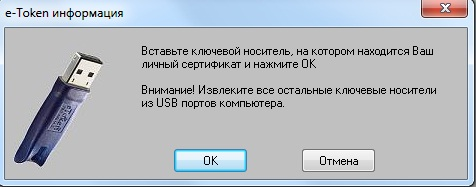 e-Token информация
Вставьте ключевой носитель, на котором находится Ваш
личный сертификат и нажмите OK
Внимание! Извлеките все остальные ключевые носители
из USB портов компьютера.
OK
Отмена